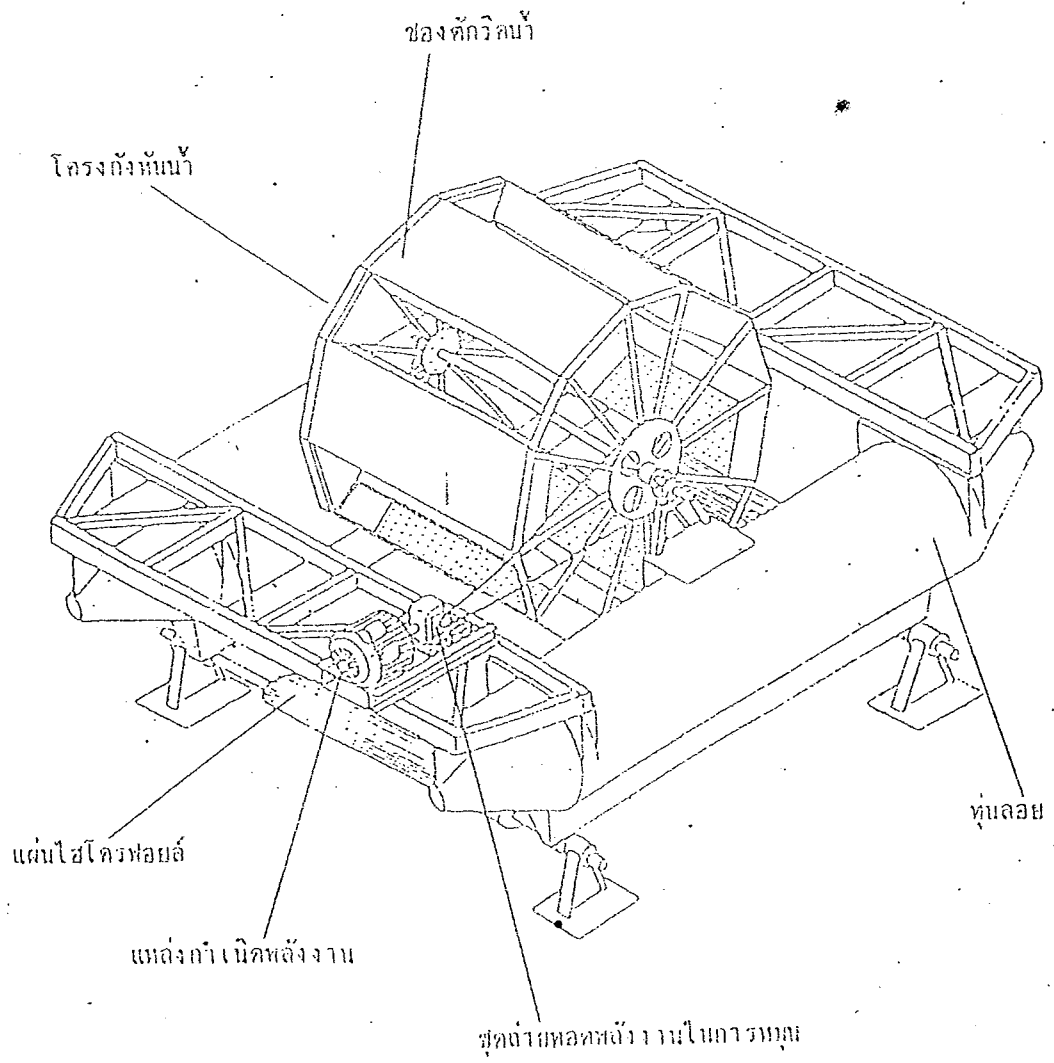 ช่องตักวิดน้ำ
โครงกังหันน้ำ
ทุ่นลอย
แผ่นไฮโดรฟอยล์
แหล่งกำเนิดพลังงาน
ชุดถ่ายทอดพลังงานในการหมุน